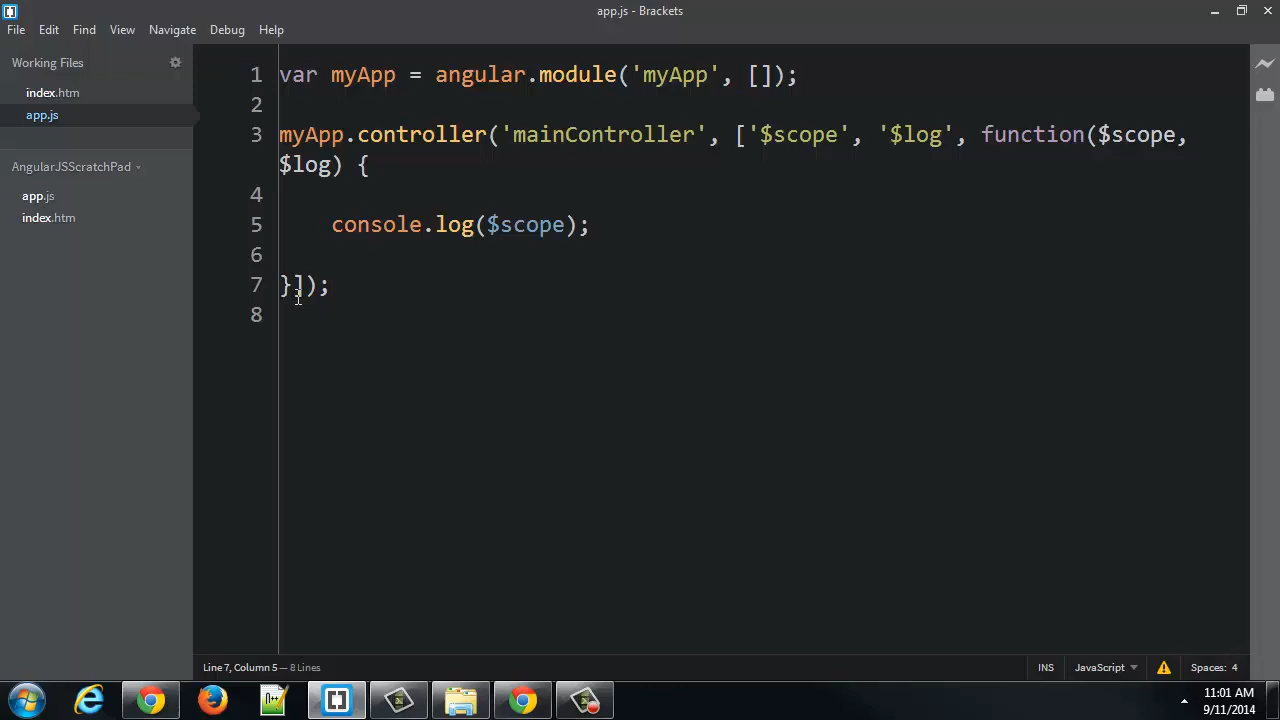 app.js - Brackets
File Edit Find View Navigate Debug Help
Working Files
index.htm
app.js
AngularJSScratchPad
app.js
index.htm
1 var myApp = angular.module('myApp', []);
2
3 myApp.controller('mainController', ['$scope', '$log', function($scope,
$log) {
4
5 console.log($scope);
6
7 }]);
8
Line 7, Column 5 — 8 Lines
INS JavaScript Spaces: 4
11:01 AM
9/11/2014